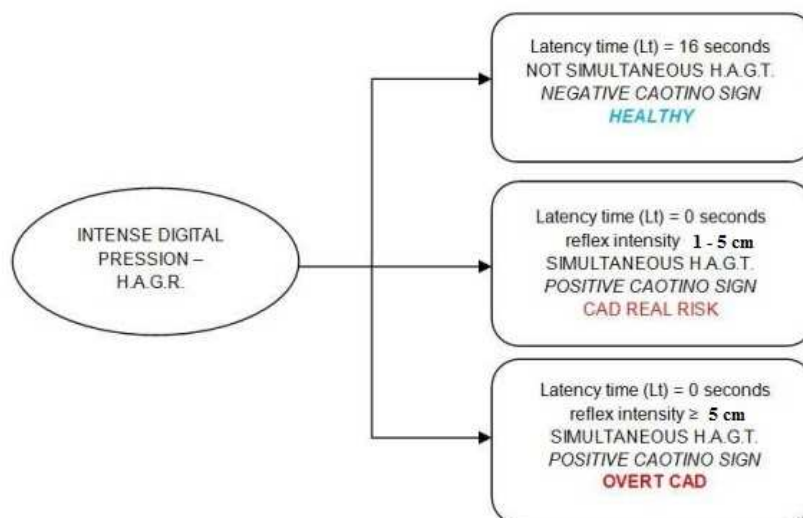 INTENSE DIGITAL
PRESSION –
H.A.G.R.
Latency time (Lt) = 16 seconds
NOT SIMULTANEOUS H.A.G.T.
NEGATIVE CAOTINO SIGN
HEALTHY
Latency time (Lt) = 0 seconds
reflex intensity 1 - 5 cm
SIMULTANEOUS H.A.G.T.
POSITIVE CAOTINO SIGN
CAD REAL RISK
Latency time (Lt) = 0 seconds
reflex intensity ≥ 5 cm
SIMULTANEOUS H.A.G.T.
POSITIVE CAOTINO SIGN
OVERT CAD